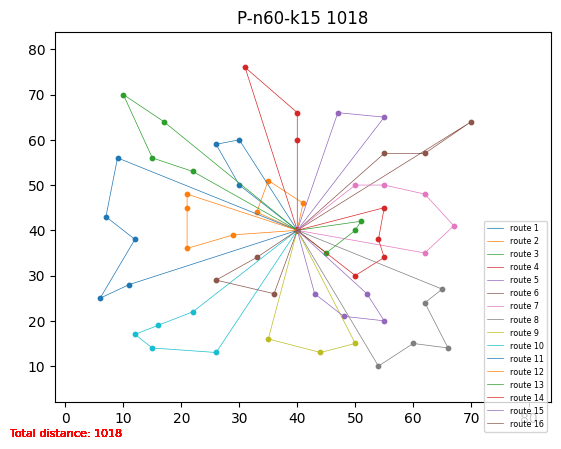 P-n60-k15 1018
80
70
60
50
40
30
20
10
0 10 20 30 40 50 60 70 80
route 1
route 2
route 3
route 4
route 5
route 6
route 7
route 8
route 9
route 10
route 11
route 12
route 13
route 14
route 15
route 16
Total distance: 1018